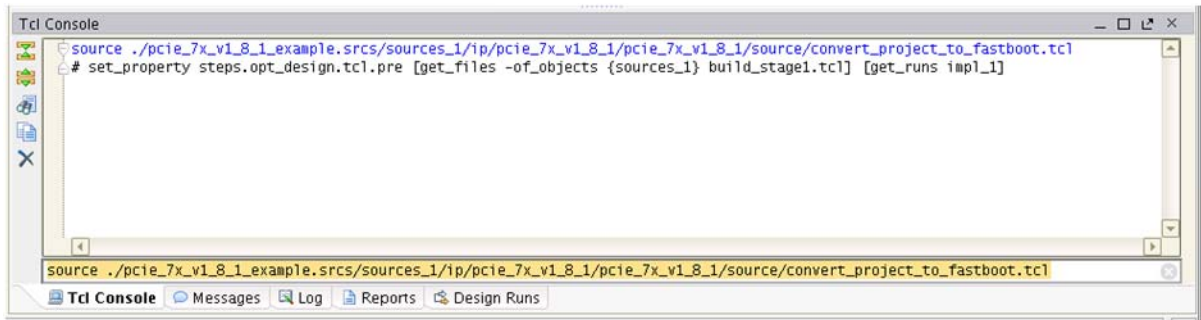 Tcl Console
source ./pcie_7x_v1_8_1_example.srcs/sources_1/ip/pcie_7x_v1_8_1/pcie_7x_v1_8_1/source/convert_project_to_fastboot.tcl
# set_property steps.opt_design.tcl.pre [get_files -of_objects {sources_1} build_stage1.tcl] [get_runs impl_1]
source ./pcie_7x_v1_8_1_example.srcs/sources_1/ip/pcie_7x_v1_8_1/pcie_7x_v1_8_1/source/convert_project_to_fastboot.tcl
Tcl Console Messages Log Reports Design Runs